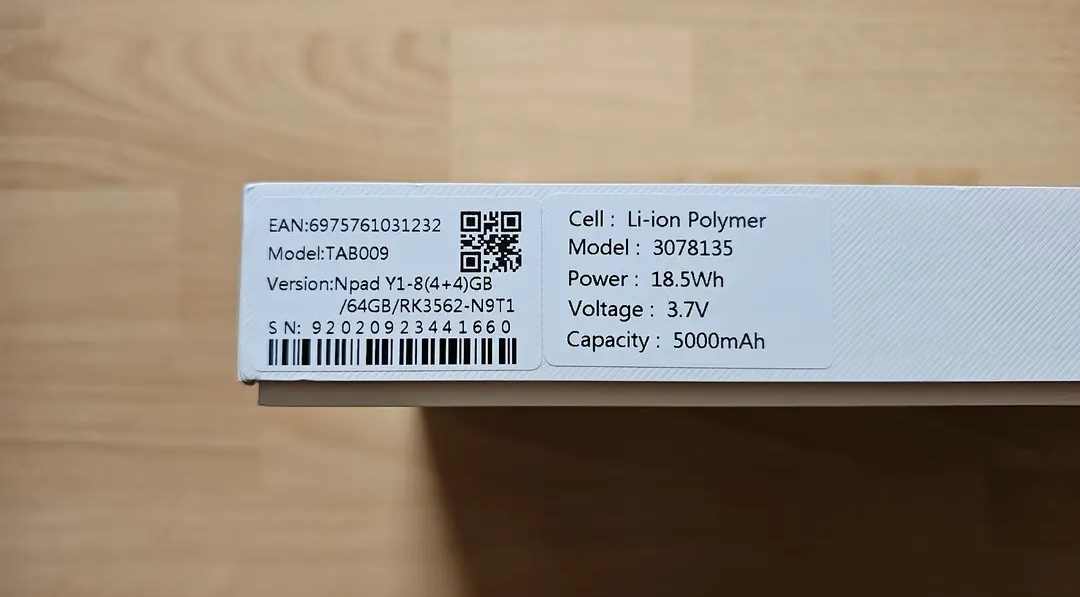 EAN:6975761031232
Model:TAB009
Version:Npad Y1-8(4+4)GB
/64GB/RK3562-N9T1
SN: 92020923441660
Cell : Li-ion Polymer
Model : 3078135
Power : 18.5Wh
Voltage : 3.7V
Capacity : 5000mAh